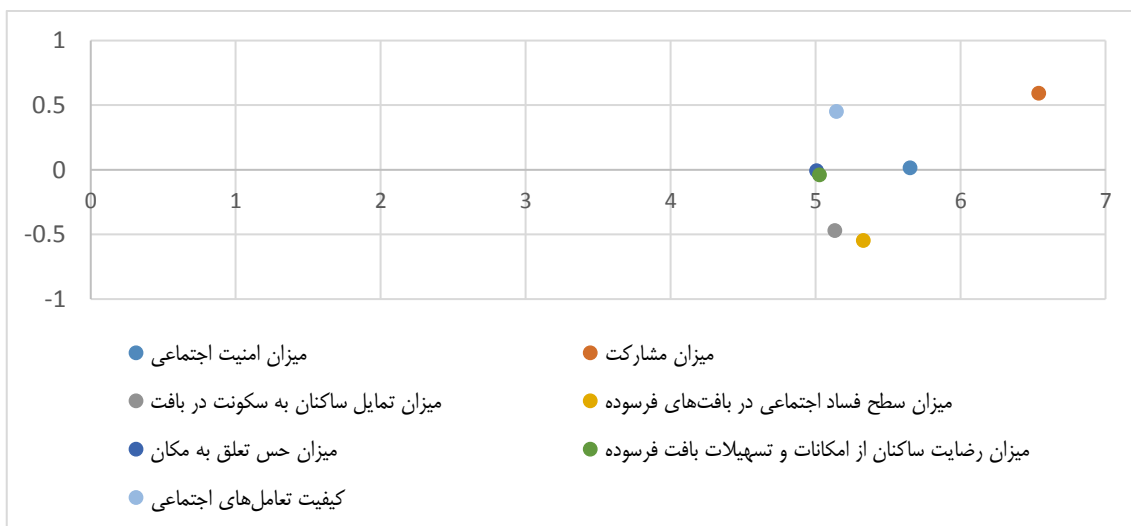 1
0.5
0
0 1 2 3 4 5 6 7
-0.5
-1
میزان امنیت اجتماعی
میزان مشارکت
میزان تمایل ساکنان به سکونت در بافت
میزان سطح فساد اجتماعی در بافت‌های فرسوده
میزان حس تعلق به مکان
میزان رضایت ساکنان از امکانات و تسهیلات بافت فرسوده
کیفیت تعامل‌های اجتماعی